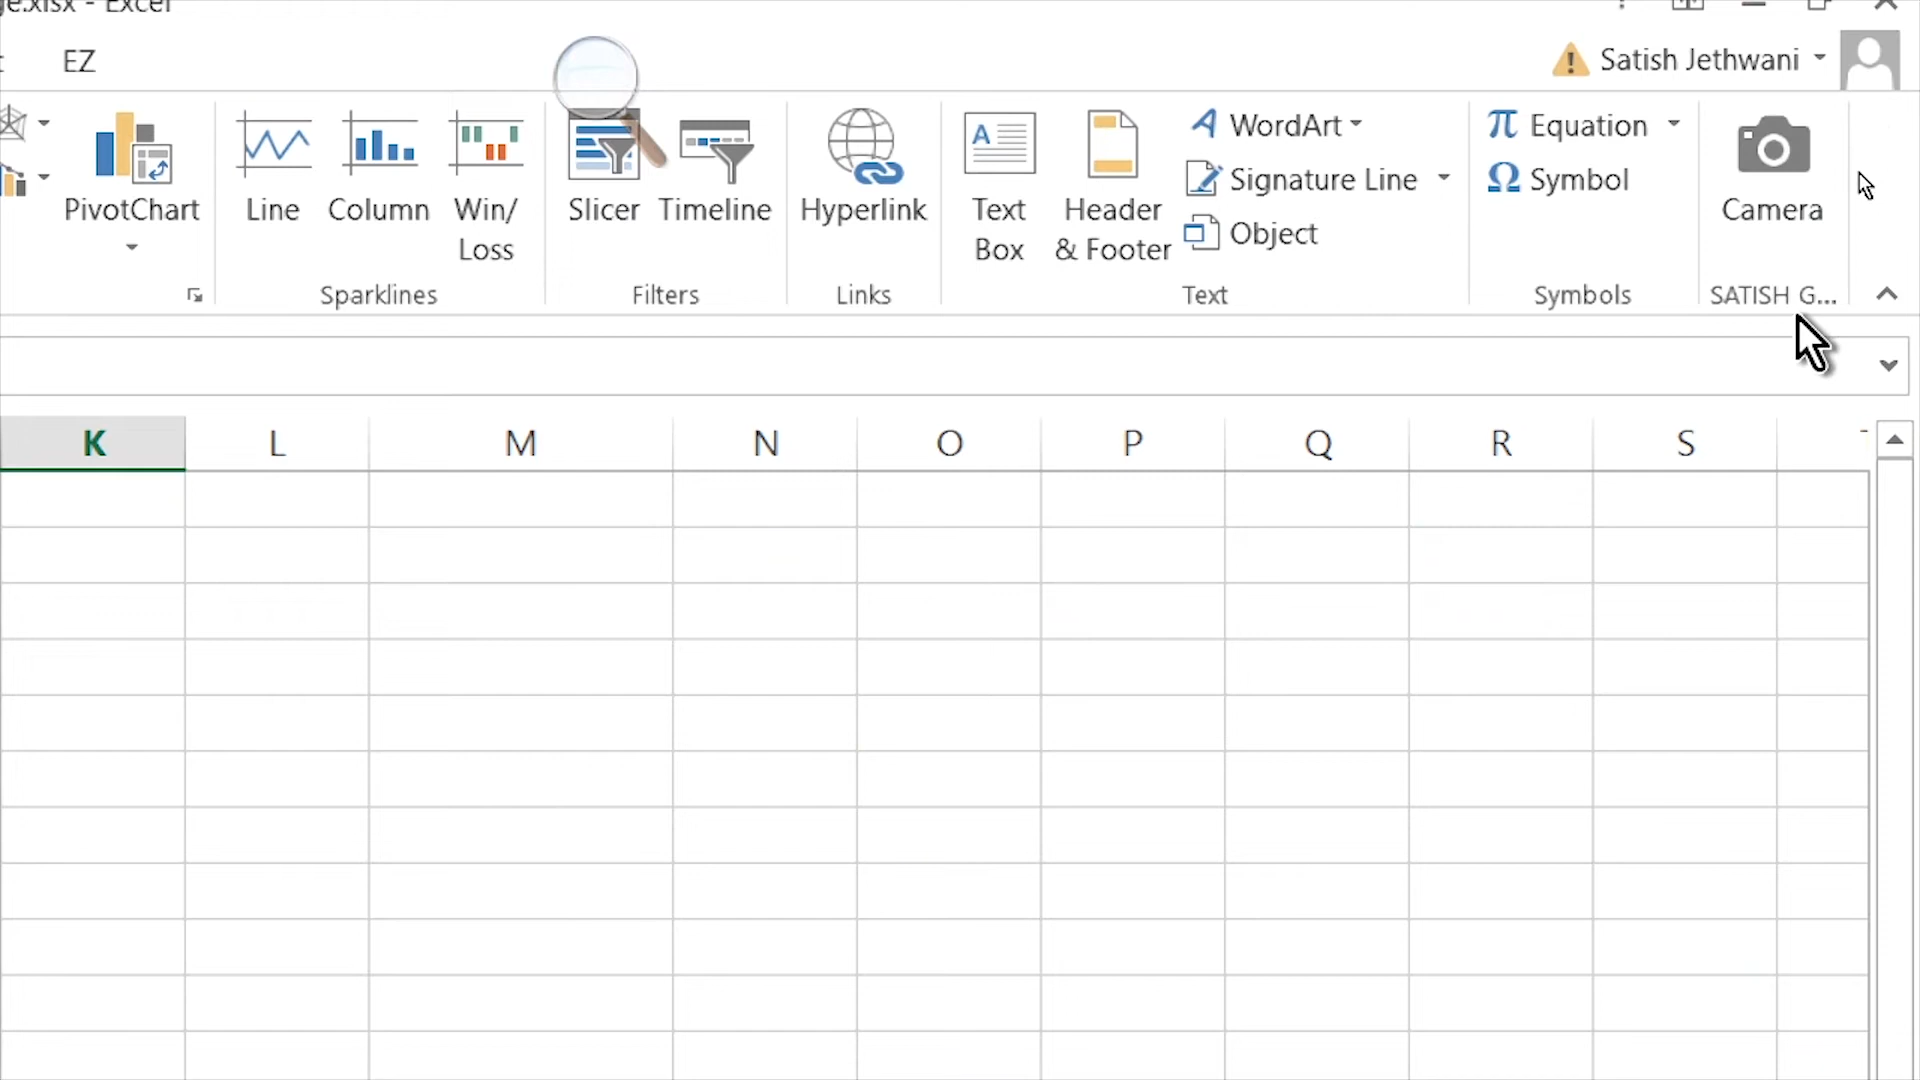 ge.xlsx - Excel
EZ
Satish Jethwani
PivotChart
Line
Column
Win/
Loss
Sparklines
Slicer
Timeline
Filters
Hyperlink
Links
Text
Box
Header
& Footer
WordArt
Signature Line
Object
Text
Equation
Symbol
Symbols
Camera
SATISH G...
K L M N O P Q R S